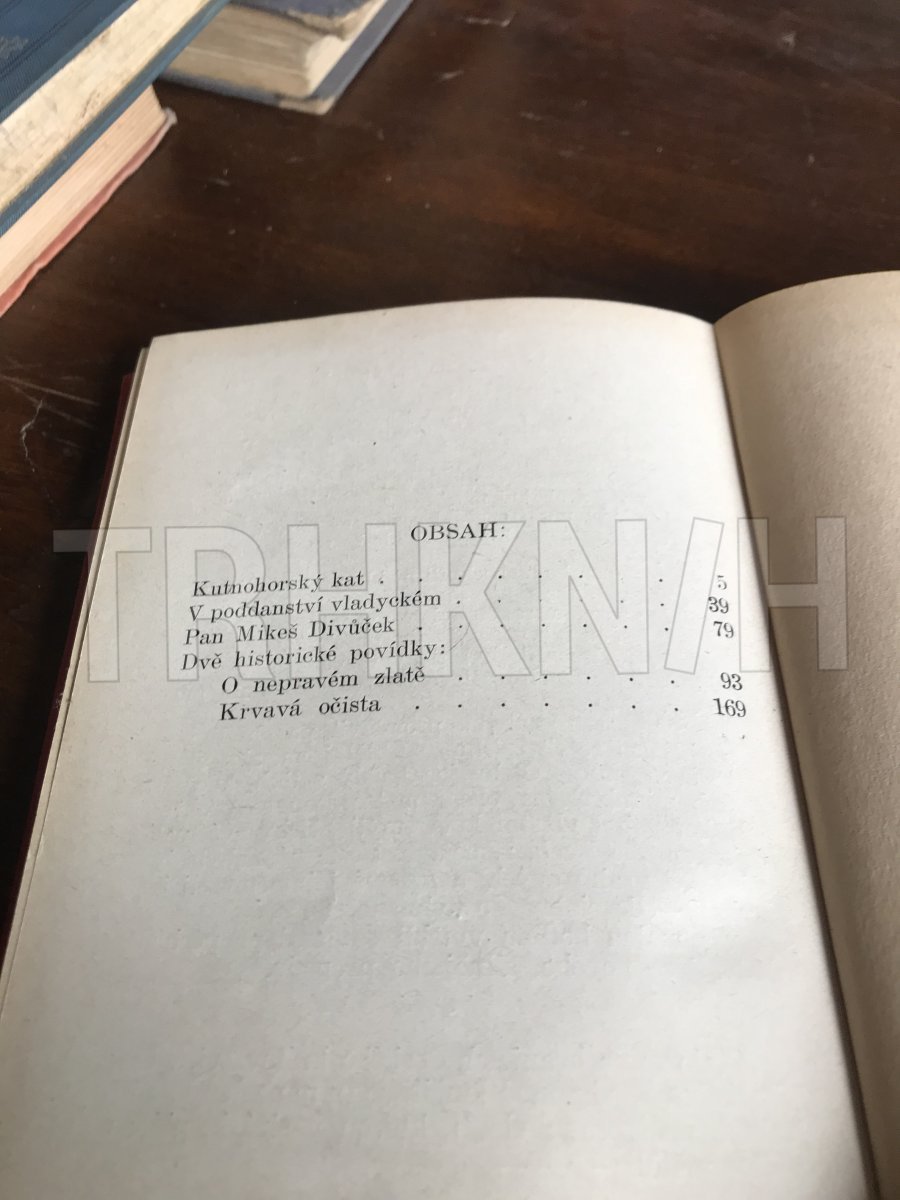 OBSAH:
Kutnohorský kat . . . . . . . . 5
V poddanství vladyckém . . . . . . 39
Pan Mikeš Divůček . . . . . . . 79
Dvě historické povídky:
O nepravém zlatě . . . . . . 93
Krvavá očista . . . . . . . 169
TRHKNIH